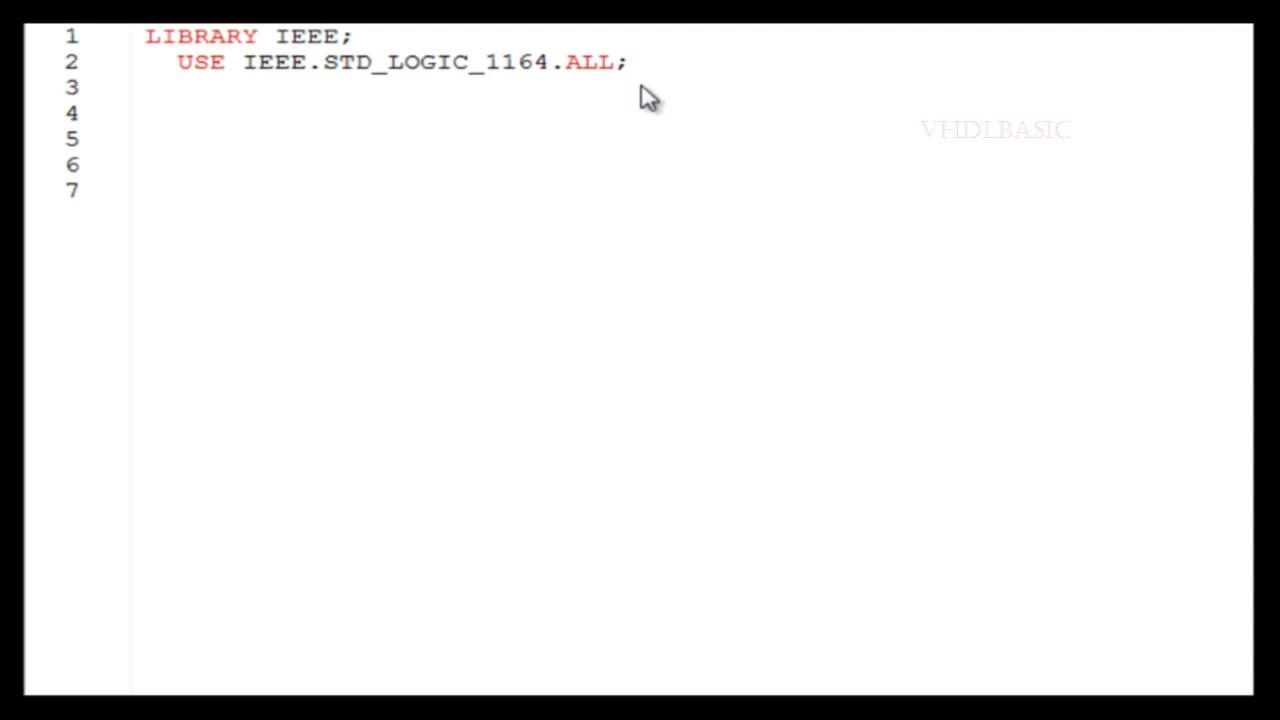 1 LIBRARY IEEE;
2 USE IEEE.STD_LOGIC_1164.ALL;
3
4
5
6
7
VHDLBASIC